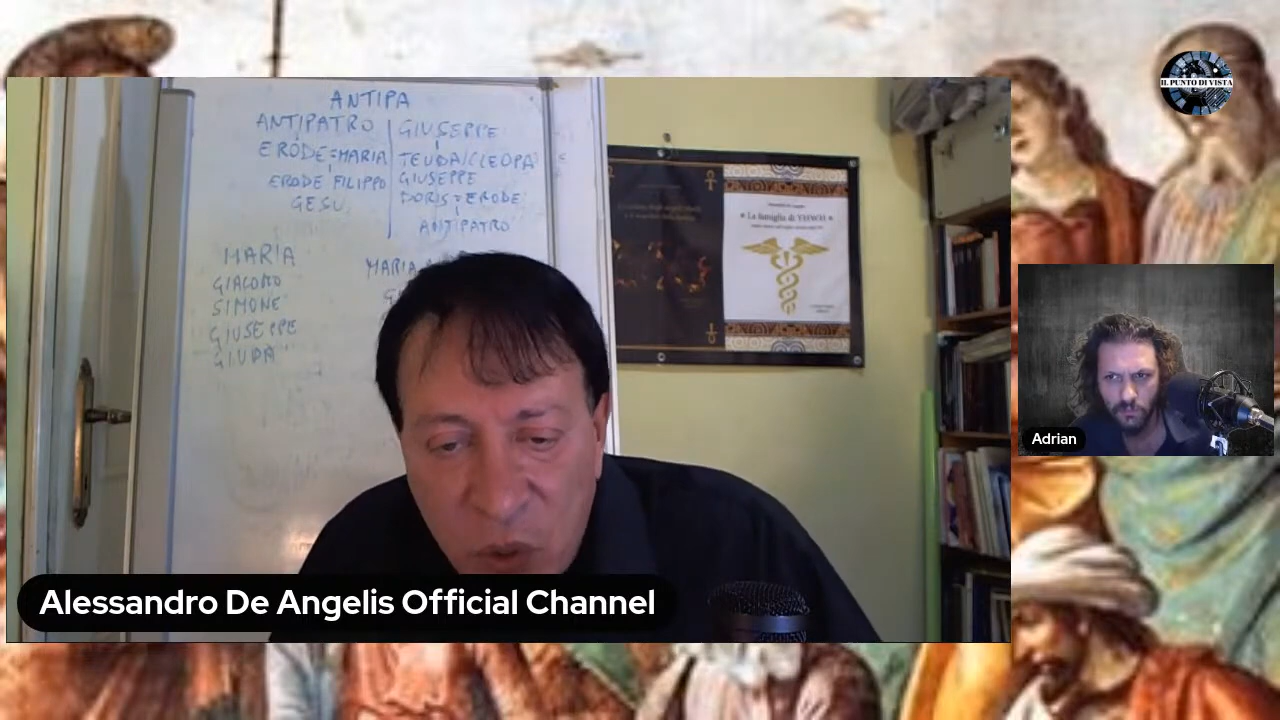 IL PUNTO DI VISTA
ANTIPA
ANTIPATRO | GIUSEPPE
ERODE=MARIA | TEUDA/CLEOPA
ERODE FILIPPO | GIUSEPPE
GESU | DORIS=ERODE
ANTIPATRO
MARIA
MARIA
GIACOMO
SIMONE
GIUSEPPE
GIUDA
La famiglia di
Adrian
Alessandro De Angelis Official Channel